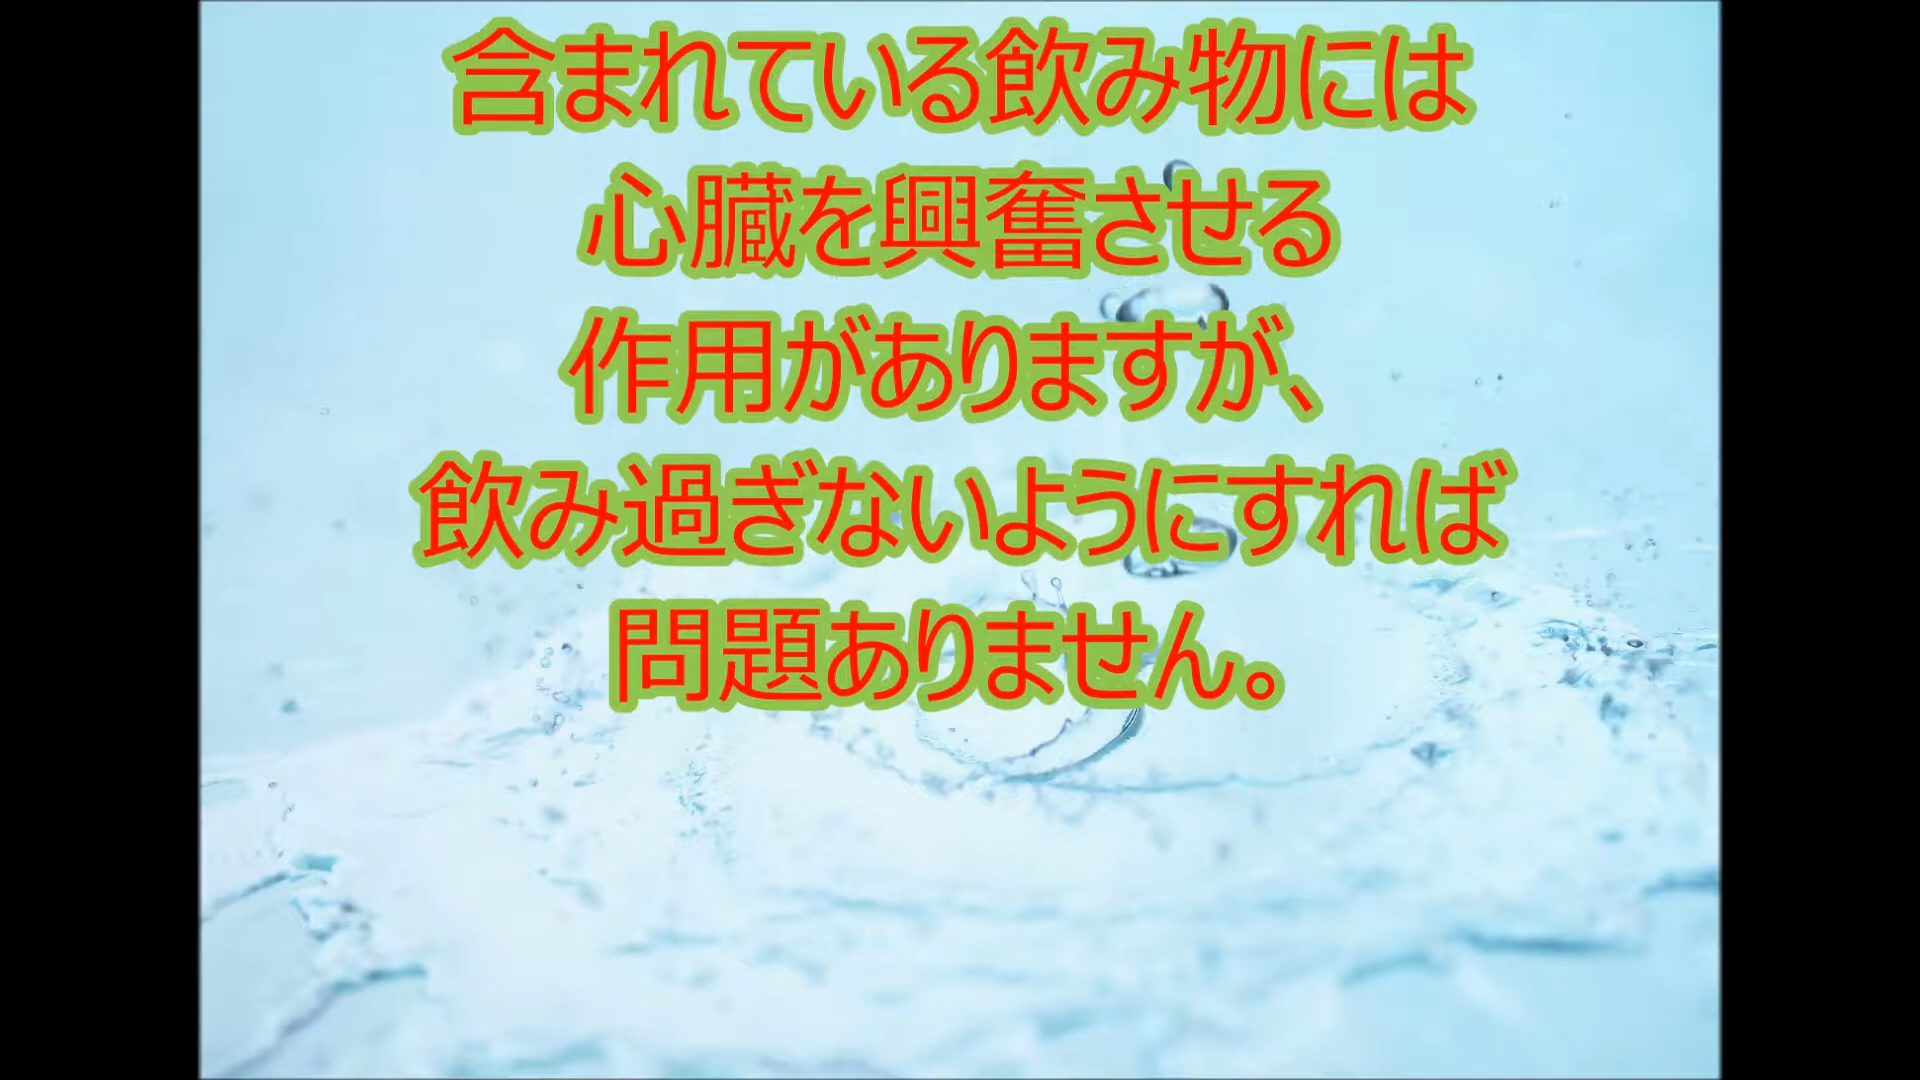 含まれている飲み物には
心臓を興奮させる
作用がありますが、
飲み過ぎないようにすれば
問題ありません。